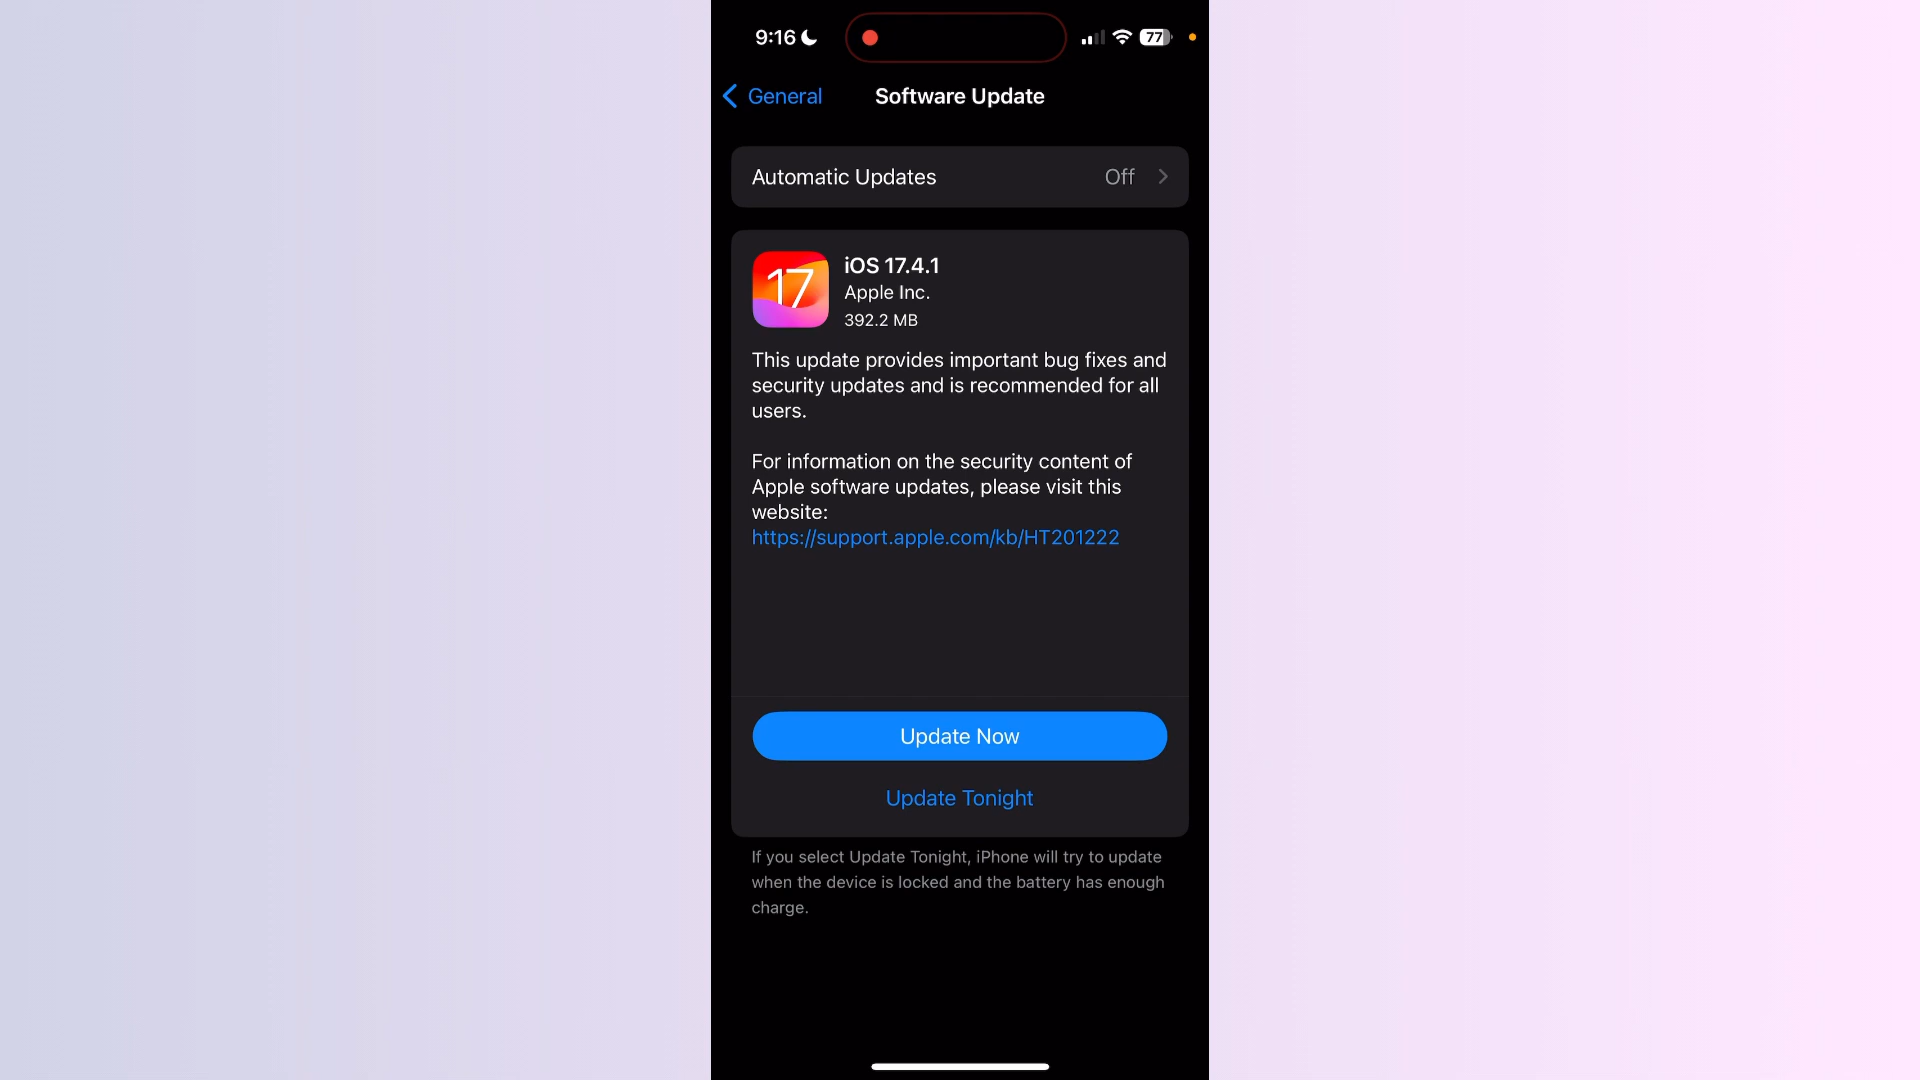 9:16
77
General
Software Update
Automatic Updates Off
17
iOS 17.4.1
Apple Inc.
392.2 MB
This update provides important bug fixes and
security updates and is recommended for all
users.
For information on the security content of
Apple software updates, please visit this
website:
https://support.apple.com/kb/HT201222
Update Now
Update Tonight
If you select Update Tonight, iPhone will try to update
when the device is locked and the battery has enough
charge.